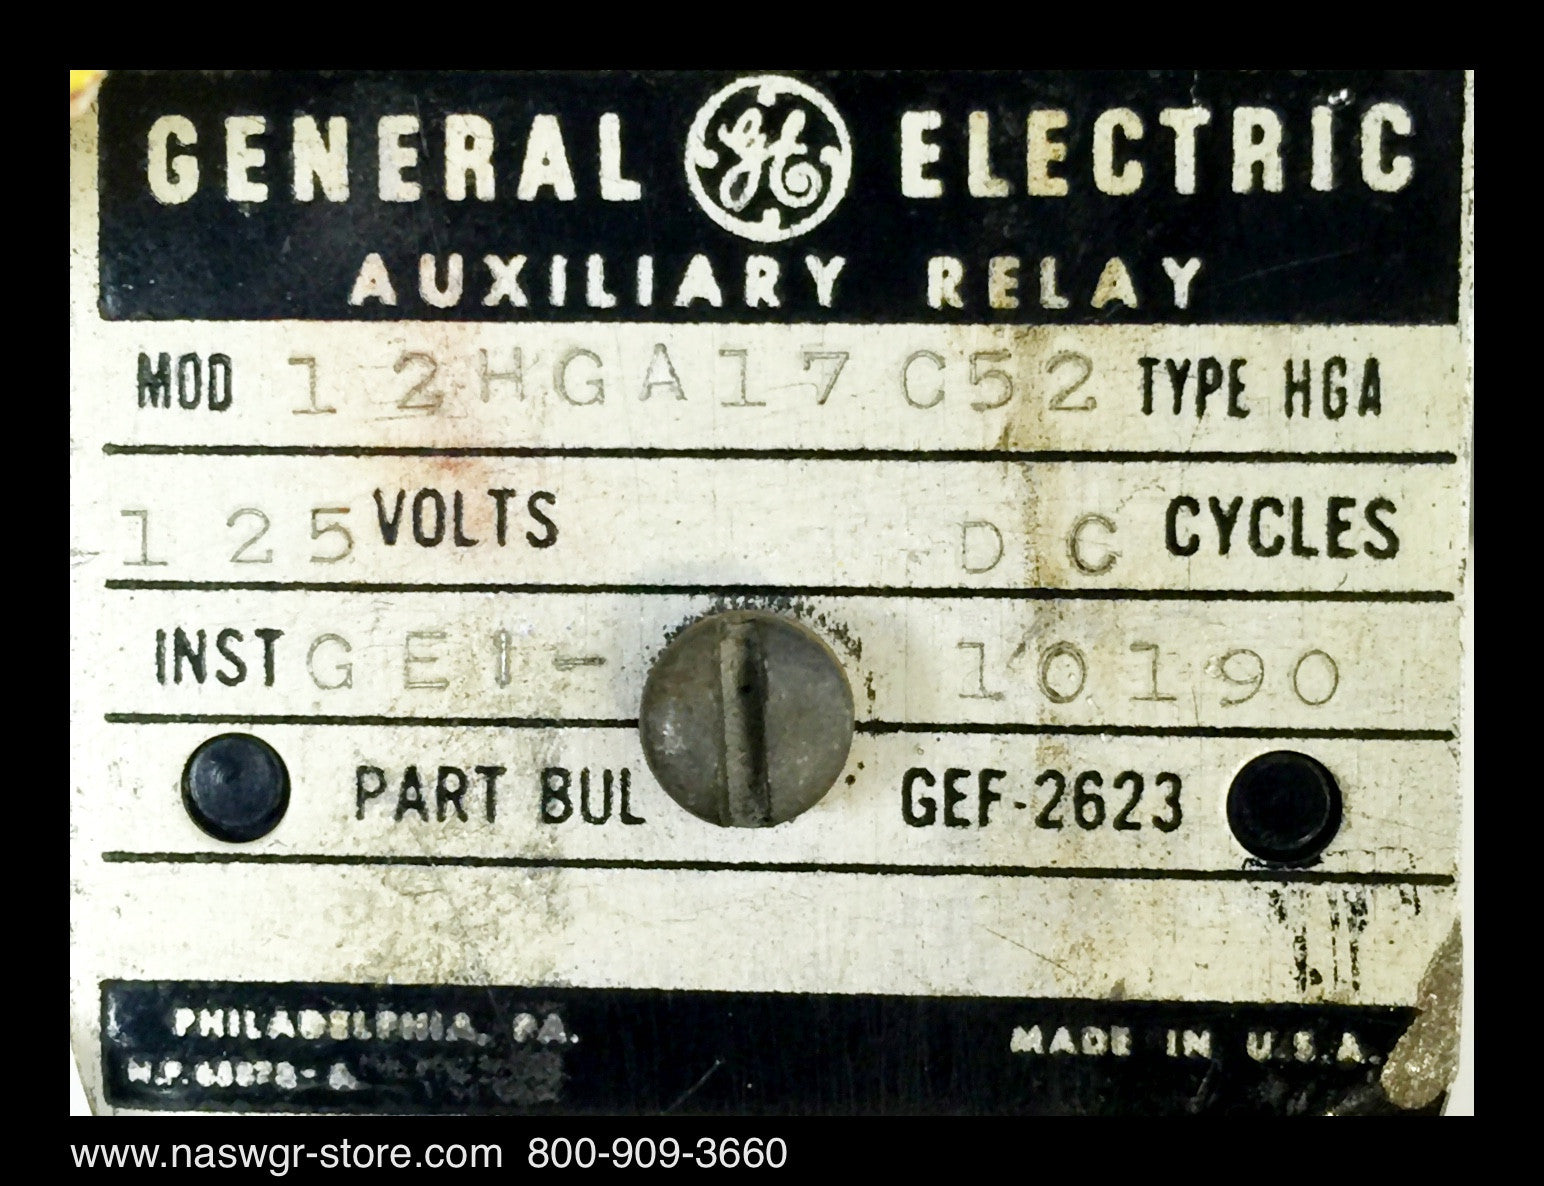 GENERAL GE ELECTRIC
AUXILIARY RELAY
MOD 12HGA17C52 TYPE HGA
125 VOLTS DC CYCLES
INST GEI- 10190
PART BUL GEF-2623
PHILADELPHIA, PA. MADE IN U.S.A.
N.P.
www.naswgr-store.com 800-909-3660